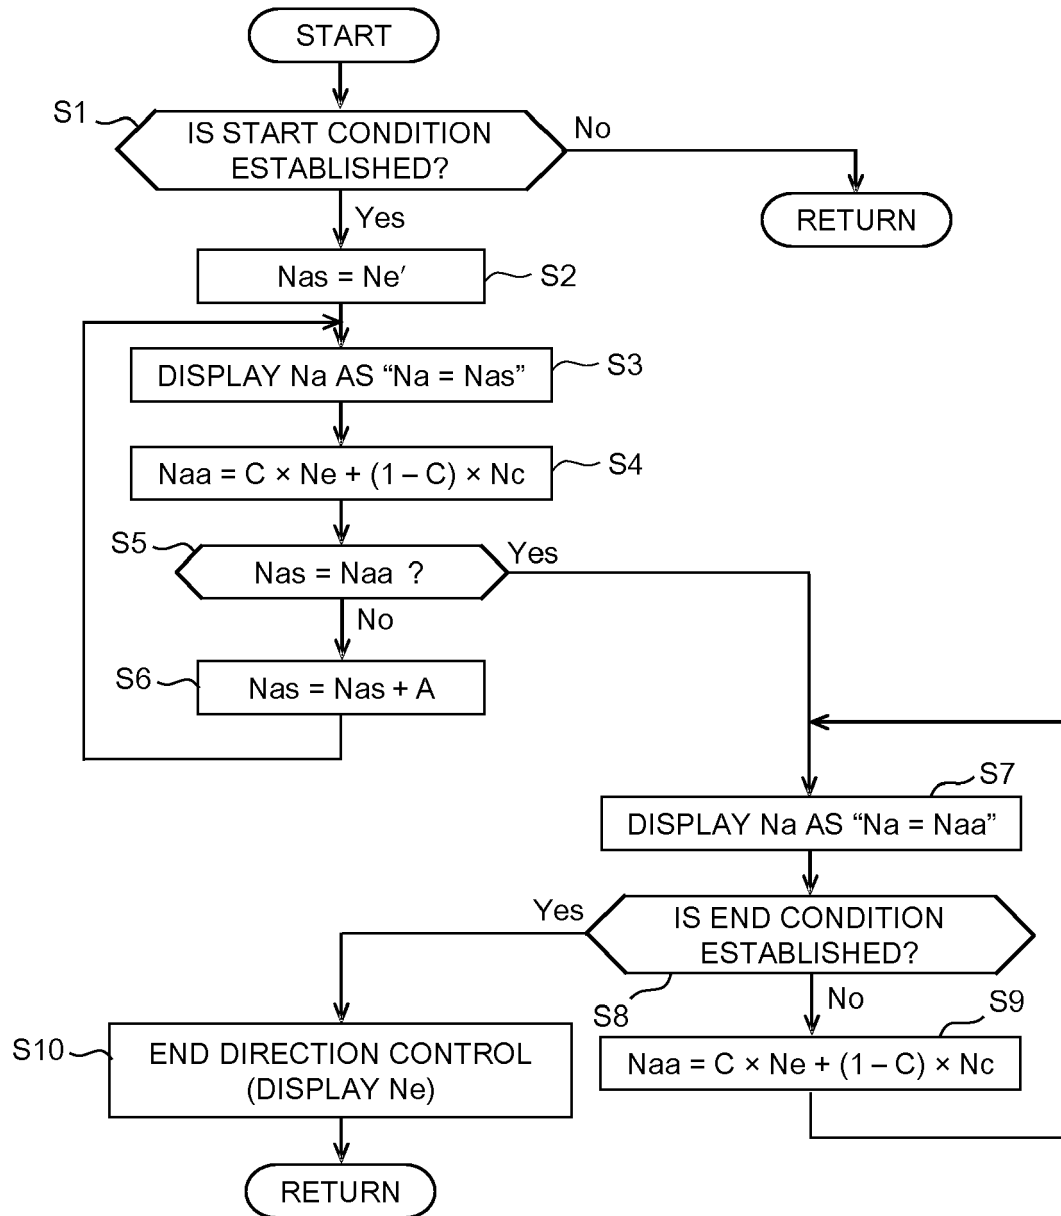 START
S1
IS START CONDITION
ESTABLISHED?
No
RETURN
Yes
Nas = Ne′
S2
DISPLAY Na AS “Na = Nas”
S3
Naa = C × Ne + (1 – C) × Nc
S4
S5
Nas = Naa ?
Yes
No
S6
Nas = Nas + A
S7
DISPLAY Na AS “Na = Naa”
Yes
IS END CONDITION
ESTABLISHED?
S8
No
S9
S10
END DIRECTION CONTROL
(DISPLAY Ne)
Naa = C × Ne + (1 – C) × Nc
RETURN